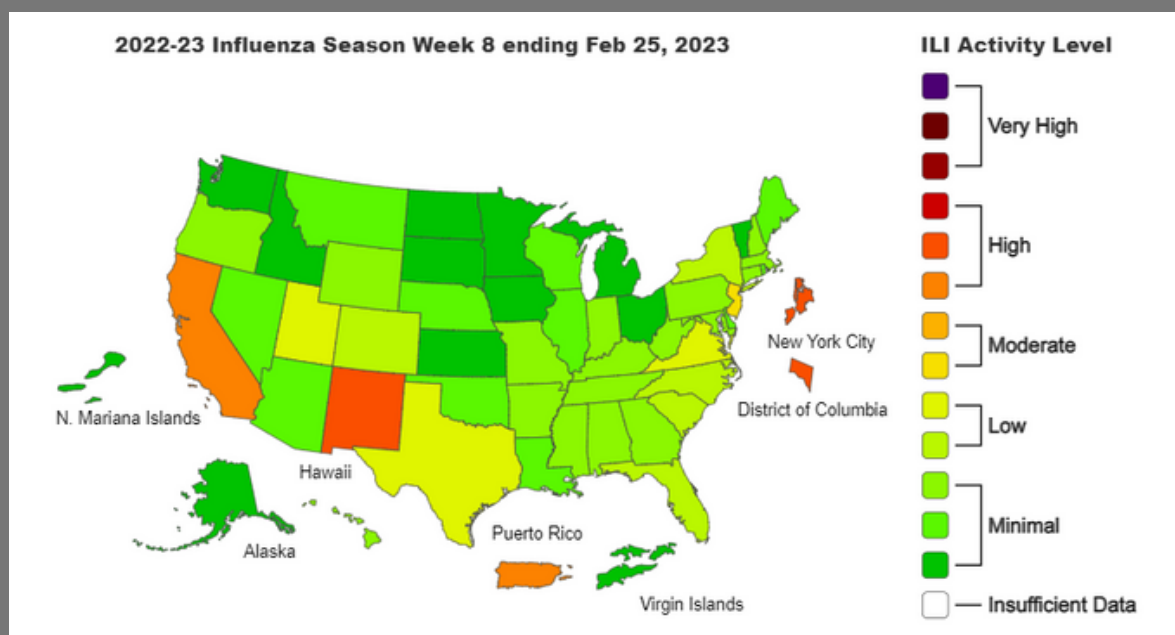 2022-23 Influenza Season Week 8 ending Feb 25, 2023
ILI Activity Level
Very High
High
Moderate
Low
Minimal
Insufficient Data
New York City
District of Columbia
N. Mariana Islands
Hawaii
Alaska
Puerto Rico
Virgin Islands